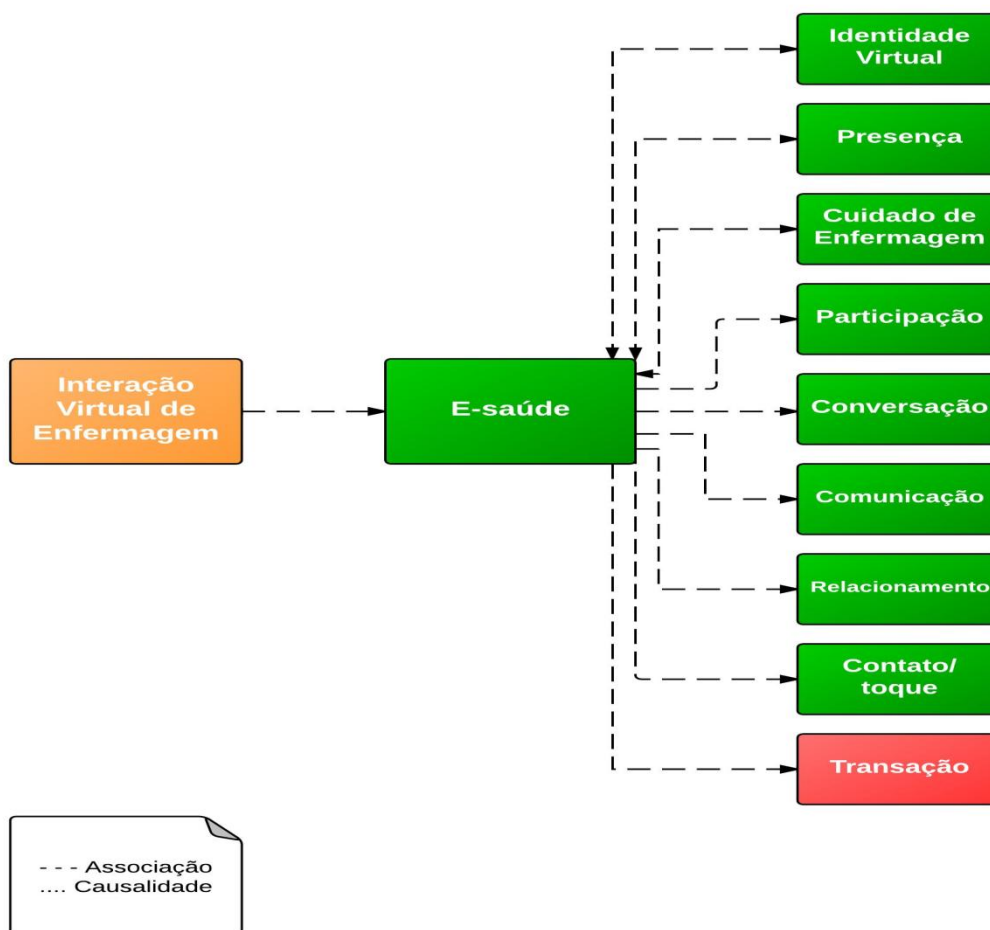 Identidade
Virtual
Presença
Cuidado de
Enfermagem
Participação
Interação
Virtual de
Enfermagem
E-saúde
Conversação
Comunicação
Relacionamento
Contato/
toque
Transação
- - - Associação
.... Causalidade